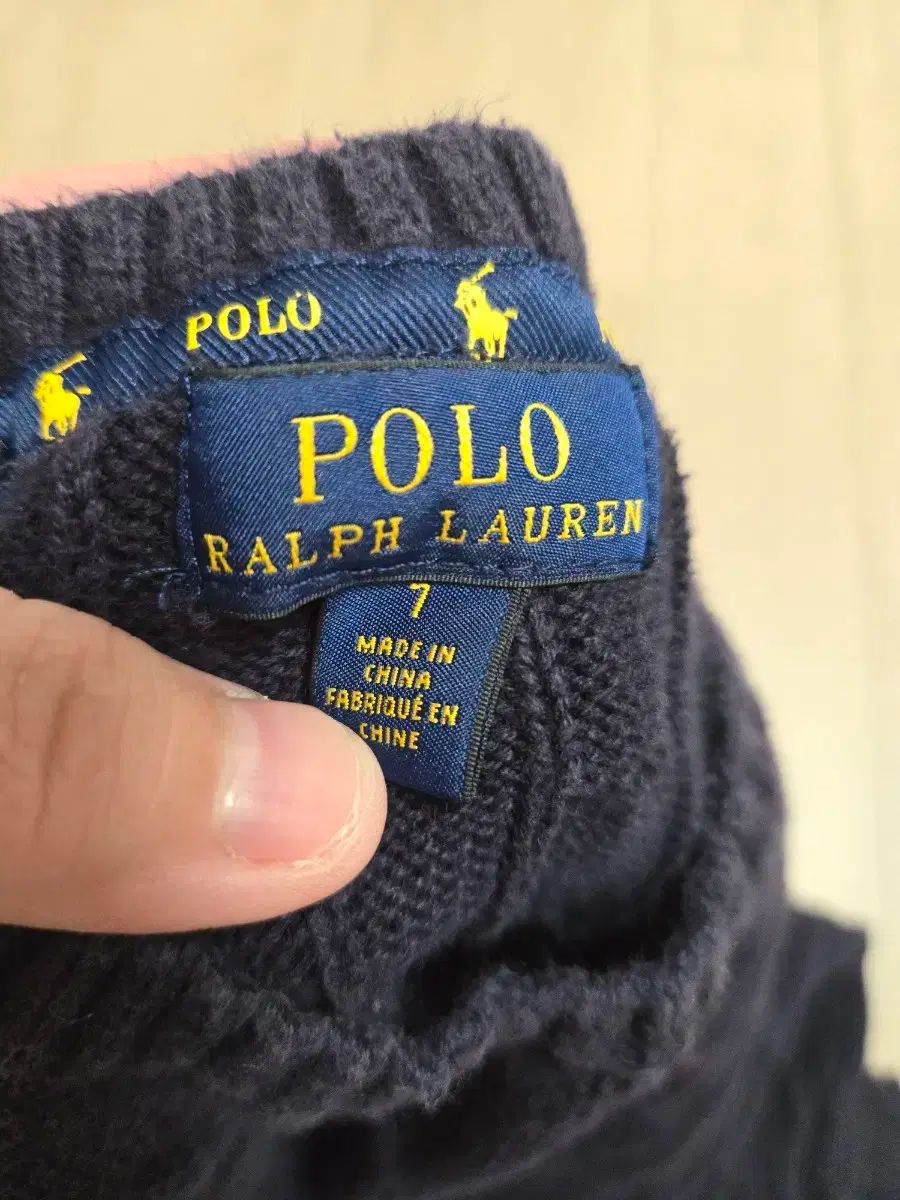 POLO
POLO
RALPH LAUREN
7
MADE IN
CHINA
FABRIQUÉ EN
CHINE